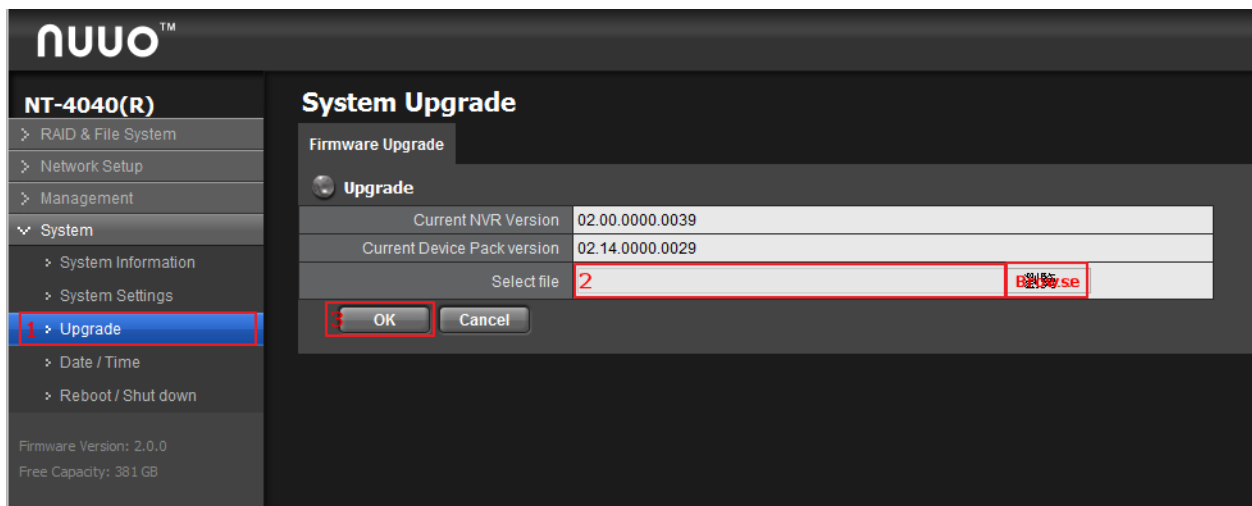 nuuo™
NT-4040(R)
RAID & File System
Network Setup
Management
System
System Information
System Settings
1 Upgrade
Date / Time
Reboot / Shut down
Firmware Version: 2.0.0
Free Capacity: 381 GB
System Upgrade
Firmware Upgrade
Upgrade
Current NVR Version 02.00.0000.0039
Current Device Pack version 02.14.0000.0029
Select file 2 Browse
3 OK Cancel